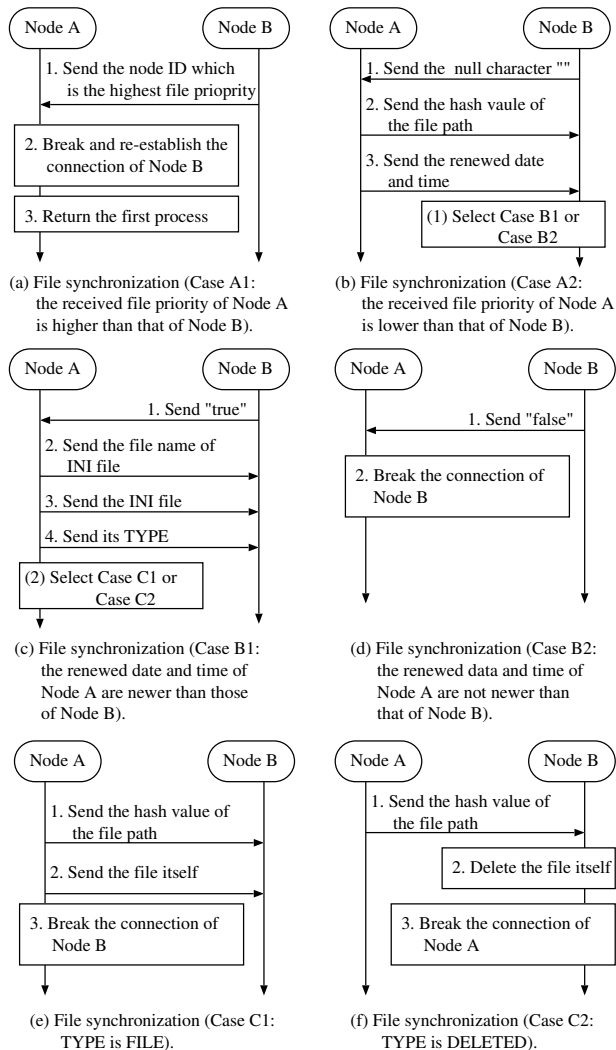 Node A
Node B
1. Send the node ID which
is the highest file prioprity
2. Break and re-establish the
connection of Node B
3. Return the first process
(a) File synchronization (Case A1:
the received file priority of Node A
is higher than that of Node B).
Node A
Node B
1. Send the null character ""
2. Send the hash vaule of
the file path
3. Send the renewed date
and time
(1) Select Case B1 or
Case B2
(b) File synchronization (Case A2:
the received file priority of Node A
is lower than that of Node B).
Node A
Node B
1. Send "true"
2. Send the file name of
INI file
3. Send the INI file
4. Send its TYPE
(2) Select Case C1 or
Case C2
(c) File synchronization (Case B1:
the renewed date and time of
Node A are newer than those
of Node B).
Node A
Node B
1. Send "false"
2. Break the connection of
Node B
(d) File synchronization (Case B2:
the renewed data and time of
Node A are not newer than
that of Node B).
Node A
Node B
1. Send the hash value of
the file path
2. Send the file itself
3. Break the connection of
Node B
(e) File synchronization (Case C1:
TYPE is FILE).
Node A
Node B
1. Send the hash value of
the file path
2. Delete the file itself
3. Break the connection of
Node A
(f) File synchronization (Case C2:
TYPE is DELETED).